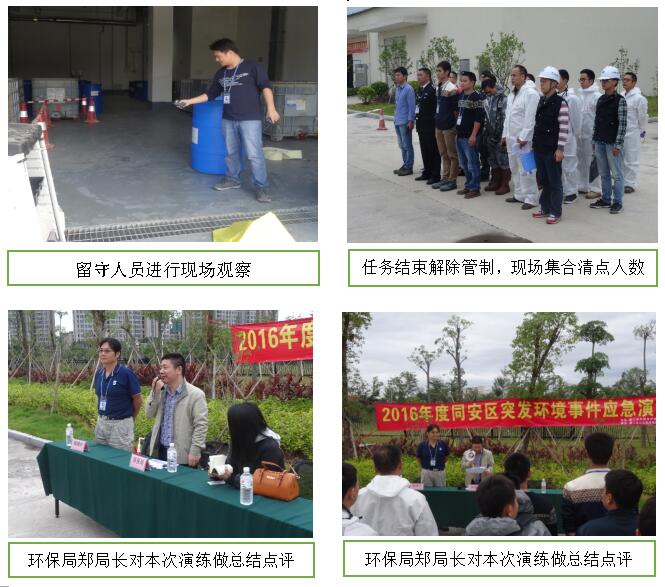 留守人员进行现场观察
任务结束解除管制，现场集合清点人数
2016年度
环保局郑局长对本次演练做总结点评
2016年度同安区突发环境事件应急演
环保局郑局长对本次演练做总结点评